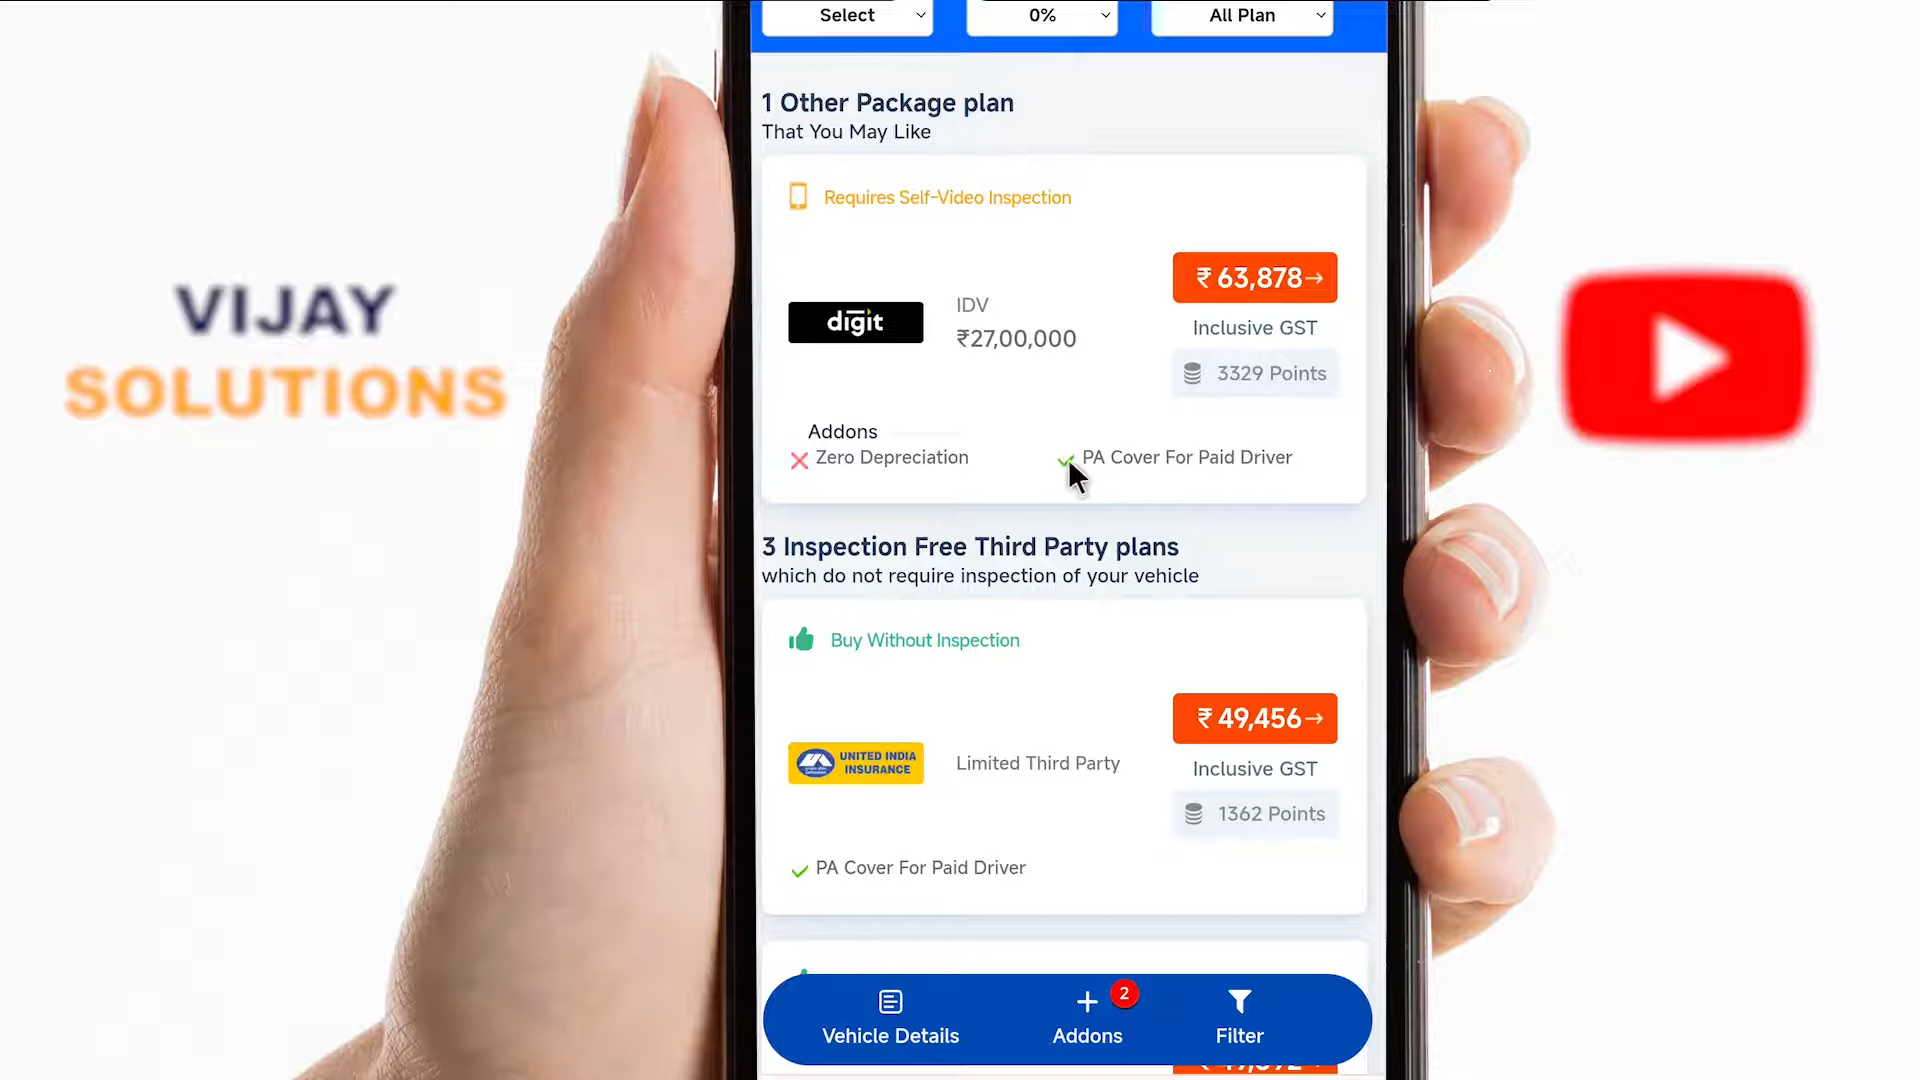 Select
0%
All Plan
1 Other Package plan
That You May Like
Requires Self-Video Inspection
digit
IDV
₹27,00,000
₹ 63,878→
Inclusive GST
3329 Points
Addons
Zero Depreciation
PA Cover For Paid Driver
3 Inspection Free Third Party plans
which do not require inspection of your vehicle
Buy Without Inspection
UNITED INDIA
INSURANCE
Limited Third Party
₹ 49,456→
Inclusive GST
1362 Points
PA Cover For Paid Driver
2
Vehicle Details
Addons
Filter
VIJAY
SOLUTIONS